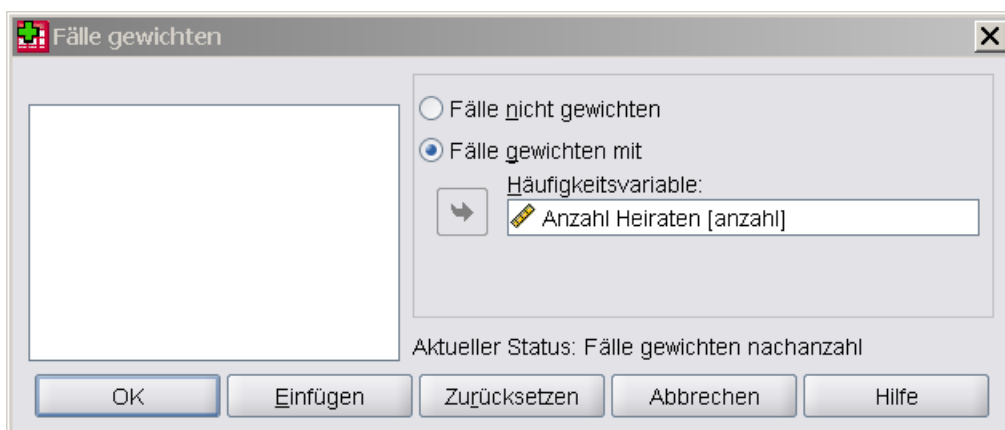 Fälle gewichten
Fälle nicht gewichten
Fälle gewichten mit
Häufigkeitsvariable:
Anzahl Heiraten [anzahl]
Aktueller Status: Fälle gewichten nachanzahl
OK Einfügen Zurücksetzen Abbrechen Hilfe